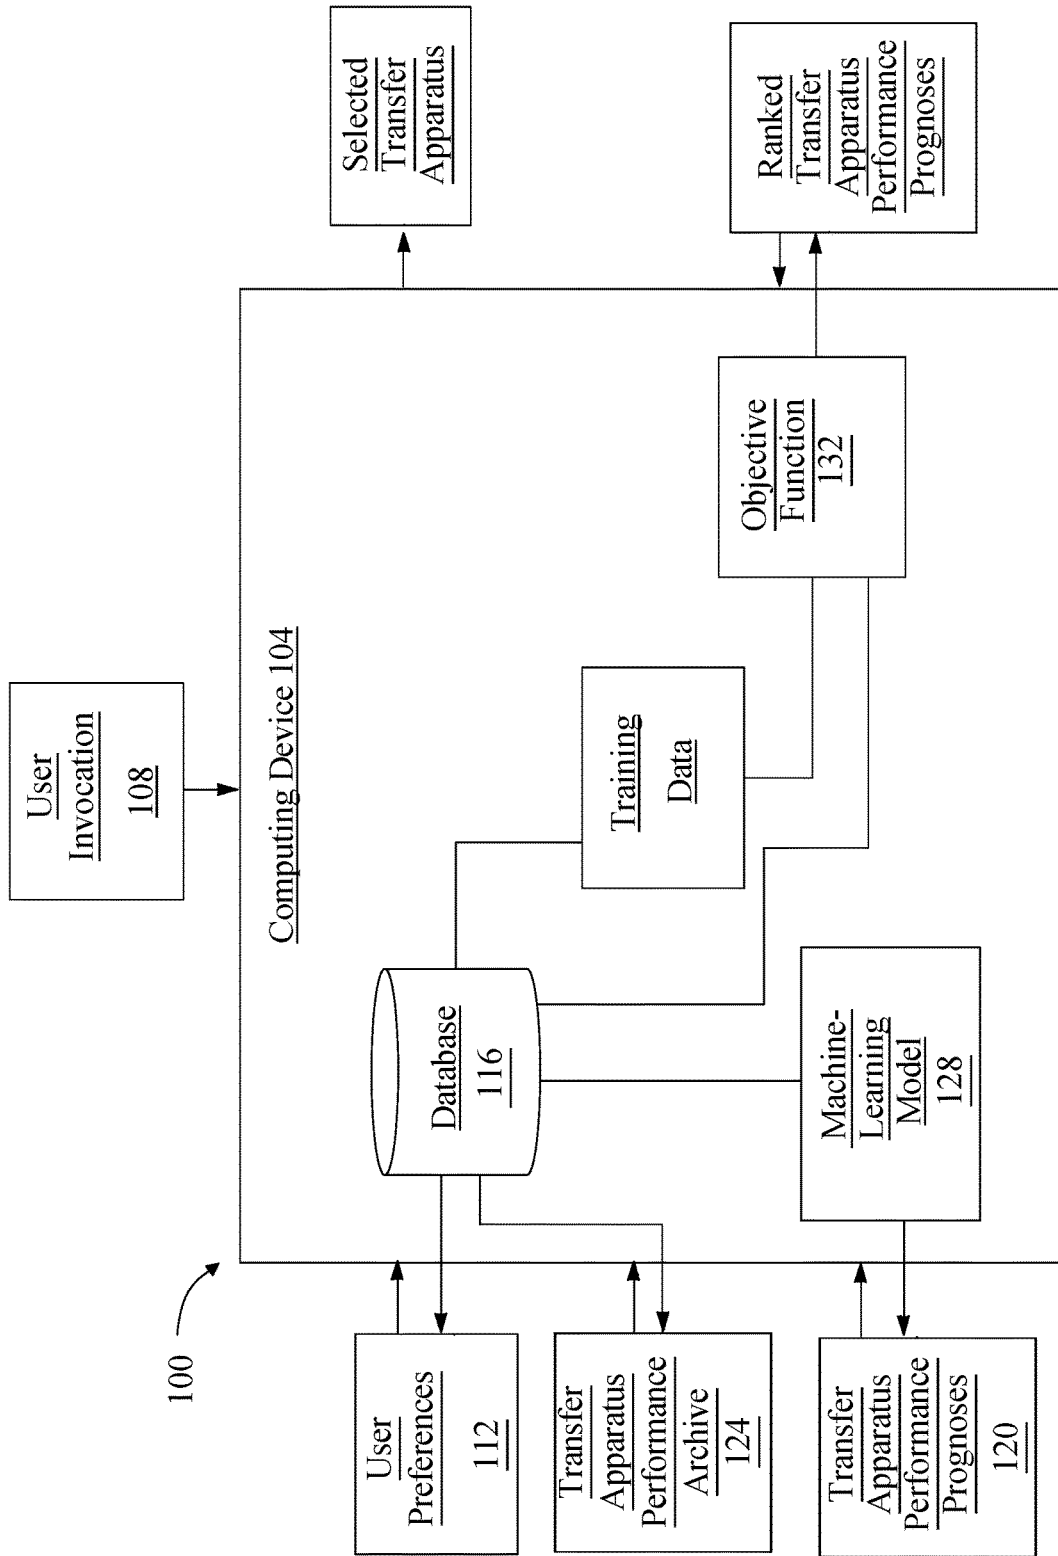 100
User
Preferences
112
Transfer
Apparatus
Performance
Archive
124
Transfer
Apparatus
Performance
Prognoses
120
Database
116
Machine-
Learning
Model
128
User
Invocation
108
Computing Device 104
Training
Data
Objective
Function
132
Selected
Transfer
Apparatus
Ranked
Transfer
Apparatus
Performance
Prognoses